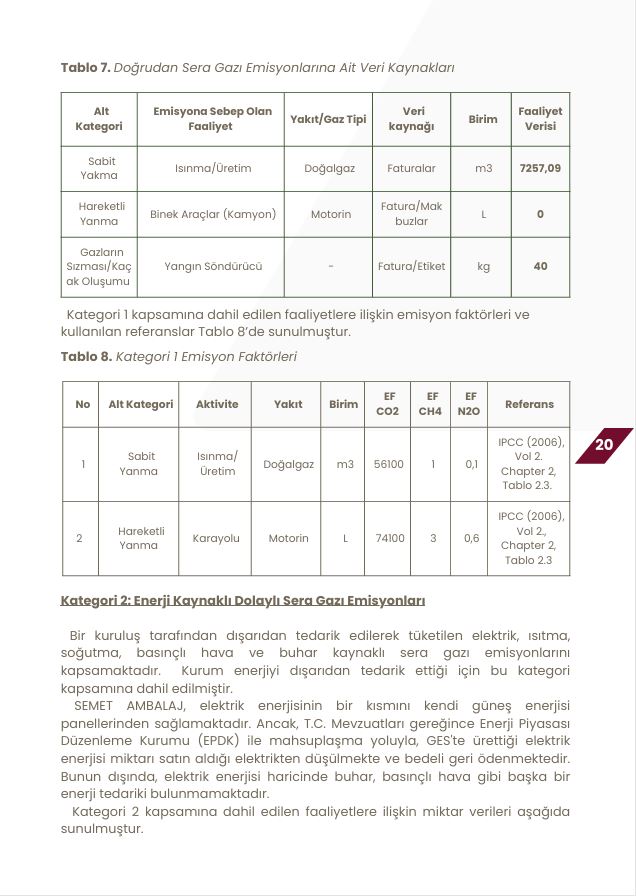 Tablo 7. Doğrudan Sera Gazı Emisyonlarına Ait Veri Kaynakları
Alt Kategori | Emisyona Sebep Olan Faaliyet | Yakıt/Gaz Tipi | Veri kaynağı | Birim | Faaliyet Verisi
Sabit Yakma | Isınma/Üretim | Doğalgaz | Faturalar | m3 | 7257,09
Hareketli Yanma | Binek Araçlar (Kamyon) | Motorin | Fatura/Mak buzlar | L | 0
Gazların Sızması/Kaç ak Oluşumu | Yangın Söndürücü | - | Fatura/Etiket | kg | 40
Kategori 1 kapsamına dahil edilen faaliyetlere ilişkin emisyon faktörleri ve
kullanılan referanslar Tablo 8’de sunulmuştur.
Tablo 8. Kategori 1 Emisyon Faktörleri
No | Alt Kategori | Aktivite | Yakıt | Birim | EF CO2 | EF CH4 | EF N2O | Referans
1 | Sabit Yanma | Isınma/ Üretim | Doğalgaz | m3 | 56100 | 1 | 0,1 | IPCC (2006), Vol 2. Chapter 2, Tablo 2.3.
2 | Hareketli Yanma | Karayolu | Motorin | L | 74100 | 3 | 0,6 | IPCC (2006), Vol 2., Chapter 2, Tablo 2.3
20
Kategori 2: Enerji Kaynaklı Dolaylı Sera Gazı Emisyonları
Bir kuruluş tarafından dışarıdan tedarik edilerek tüketilen elektrik, ısıtma,
soğutma, basınçlı hava ve buhar kaynaklı sera gazı emisyonlarını
kapsamaktadır. Kurum enerjiyi dışarıdan tedarik ettiği için bu kategori
kapsamına dahil edilmiştir.
SEMET AMBALAJ, elektrik enerjisinin bir kısmını kendi güneş enerjisi
panellerinden sağlamaktadır. Ancak, T.C. Mevzuatları gereğince Enerji Piyasası
Düzenleme Kurumu (EPDK) ile mahsuplaşma yoluyla, GES'te ürettiği elektrik
enerjisi miktarı satın aldığı elektrikten düşülmekte ve bedeli geri ödenmektedir.
Bunun dışında, elektrik enerjisi haricinde buhar, basınçlı hava gibi başka bir
enerji tedariki bulunmamaktadır.
Kategori 2 kapsamına dahil edilen faaliyetlere ilişkin miktar verileri aşağıda
sunulmuştur.